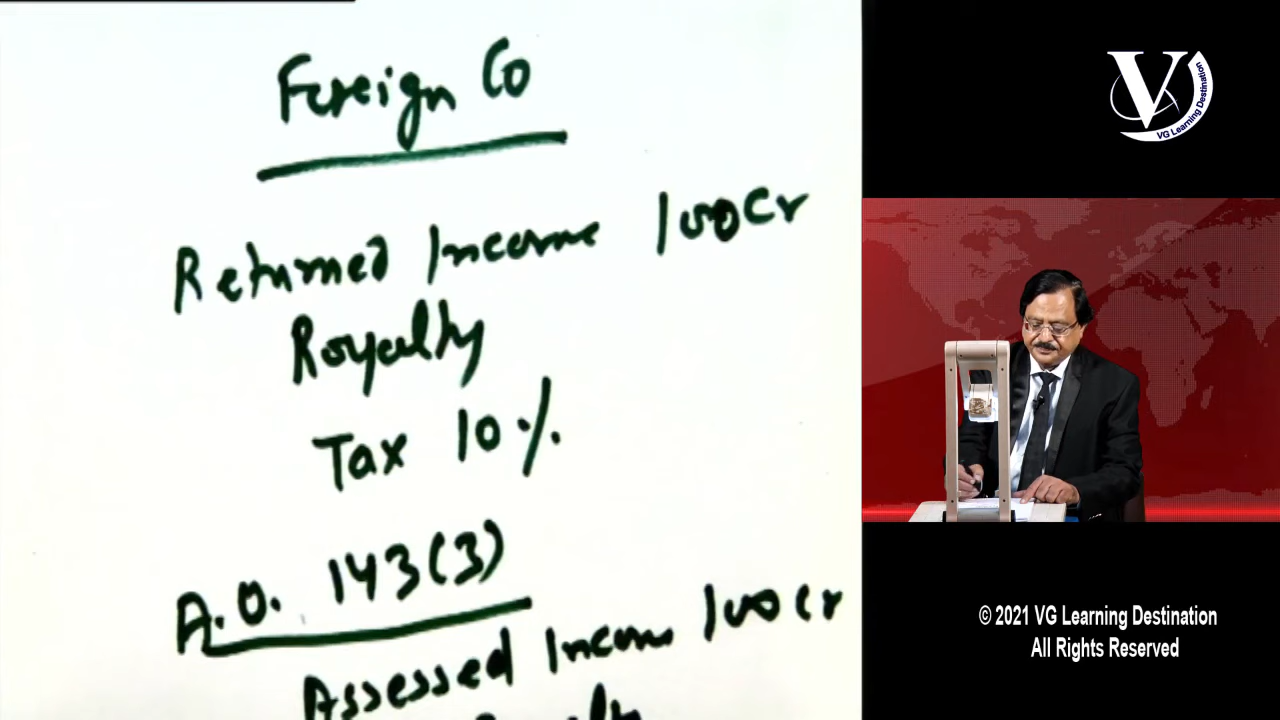 Foreign Co
Returned Income 100Cr
Royalty
Tax 10%
A.O. 143(3)
Assessed Income 100 Cr
V
VG Learning Destination
© 2021 VG Learning Destination
All Rights Reserved